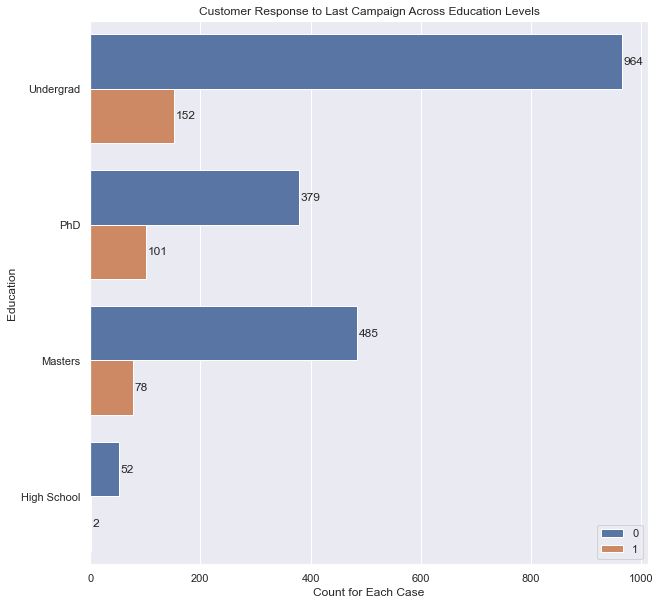 Customer Response to Last Campaign Across Education Levels
Undergrad
964
152
PhD
379
101
Education
Masters
485
78
High School
52
2
0
1
0 200 400 600 800 1000
Count for Each Case